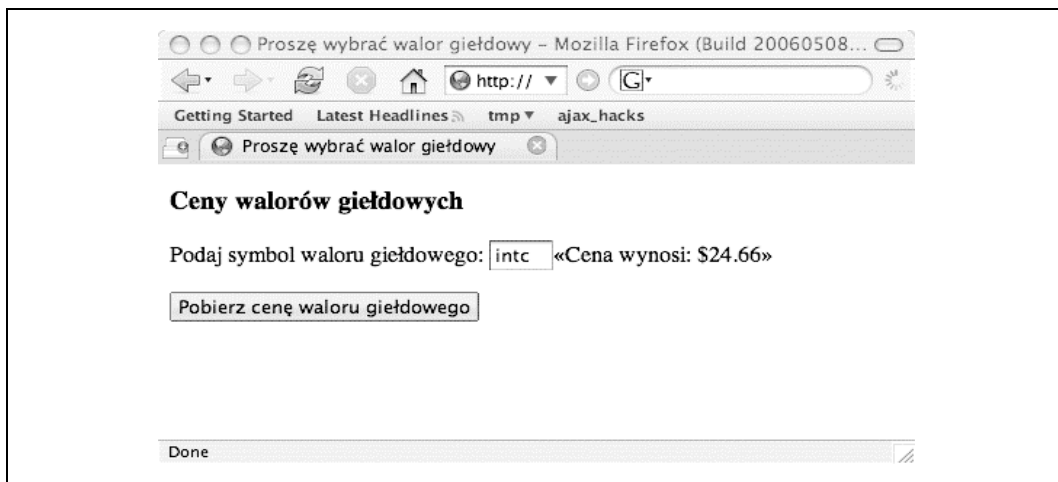 Proszę wybrać walor giełdowy – Mozilla Firefox (Build 20060508...
http:// G
Getting Started Latest Headlines tmp ajax_hacks
Proszę wybrać walor giełdowy
Ceny walorów giełdowych
Podaj symbol waloru giełdowego: intc «Cena wynosi: $24.66»
Pobierz cenę waloru giełdowego
Done